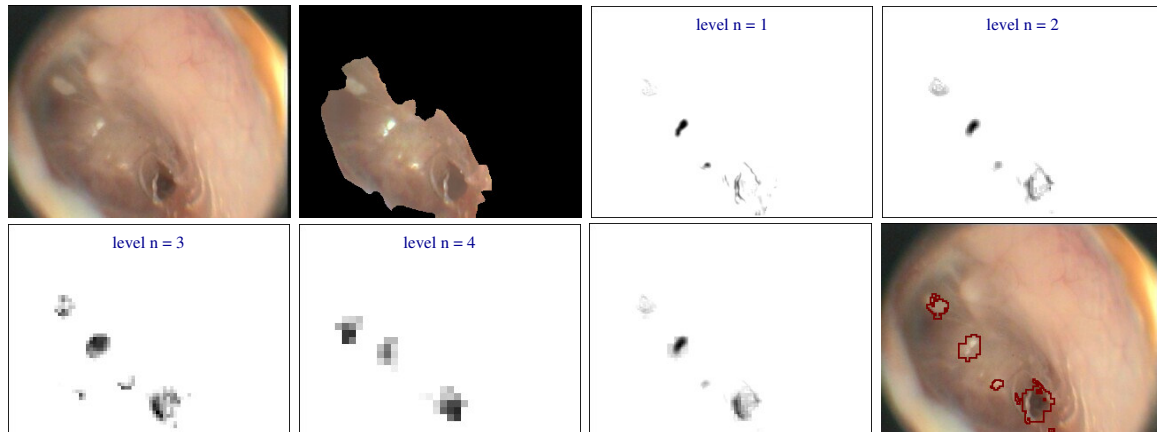 level n = 1
level n = 2
level n = 3
level n = 4